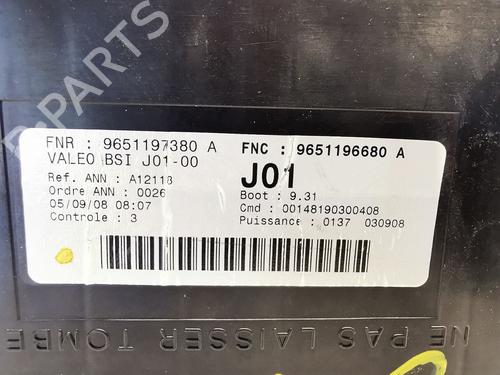 B-PARTS
FNR : 9651197380 A
FNC : 9651196680 A
VALEO BSI J01-00
J01
Ref. ANN : A12118
Boot : 9.31
Ordre ANN : 0026
Cmd : 00148190300408
05/09/08 08:07
Puissance : 0137 030908
Controle : 3
NE PAS LAISSER TOMBE